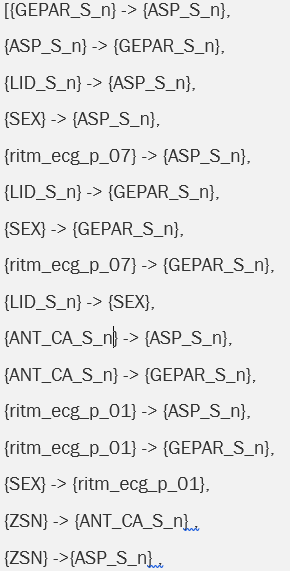 [{GEPAR_S_n} -> {ASP_S_n},
{ASP_S_n} -> {GEPAR_S_n},
{LID_S_n} -> {ASP_S_n},
{SEX} -> {ASP_S_n},
{ritm_ecg_p_07} -> {ASP_S_n},
{LID_S_n} -> {GEPAR_S_n},
{SEX} -> {GEPAR_S_n},
{ritm_ecg_p_07} -> {GEPAR_S_n},
{LID_S_n} -> {SEX},
{ANT_CA_S_n} -> {ASP_S_n},
{ANT_CA_S_n} -> {GEPAR_S_n},
{ritm_ecg_p_01} -> {ASP_S_n},
{ritm_ecg_p_01} -> {GEPAR_S_n},
{SEX} -> {ritm_ecg_p_01},
{ZSN} -> {ANT_CA_S_n} ,
{ZSN} ->{ASP_S_n} ,